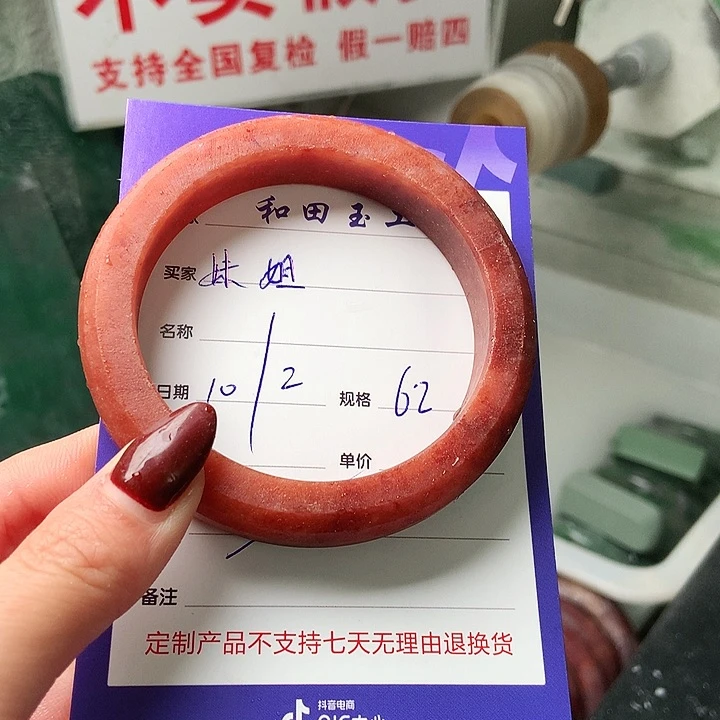 支持全国复检 假一赔四
和田玉
买家 妹姐
名称
日期 10/2 规格 62
单价
备注
定制产品不支持七天无理由退换货
抖音电商